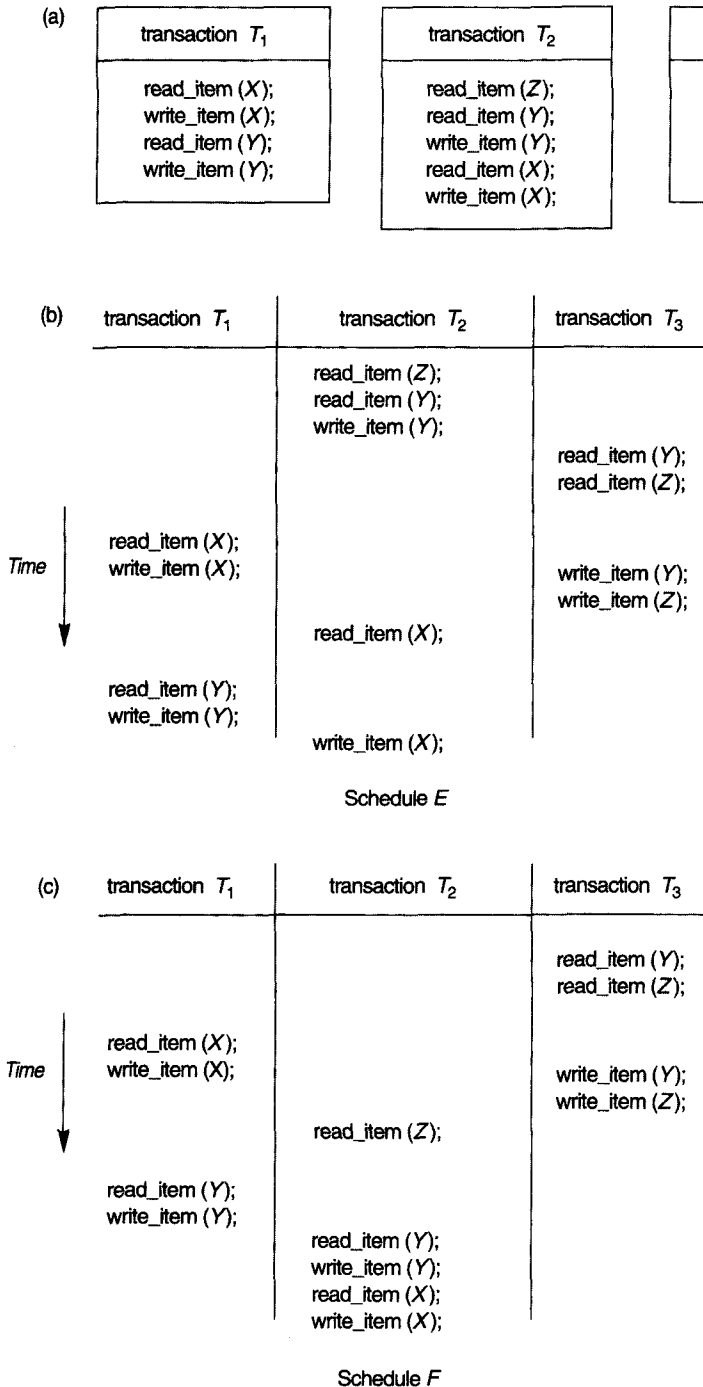 (a)
transaction T1
read_item (X);
write_item (X);
read_item (Y);
write_item (Y);
transaction T2
read_item (Z);
read_item (Y);
write_item (Y);
read_item (X);
write_item (X);
(b)
transaction T1 transaction T2 transaction T3
read_item (Z);
read_item (Y);
write_item (Y);
read_item (Y);
read_item (Z);
read_item (X);
Time write_item (X); write_item (Y);
write_item (Z);
read_item (X);
read_item (Y);
write_item (Y);
write_item (X);
Schedule E
(c)
transaction T1 transaction T2 transaction T3
read_item (Y);
read_item (Z);
read_item (X);
Time write_item (X); write_item (Y);
write_item (Z);
read_item (Z);
read_item (Y);
write_item (Y);
read_item (Y);
write_item (Y);
read_item (X);
write_item (X);
Schedule F